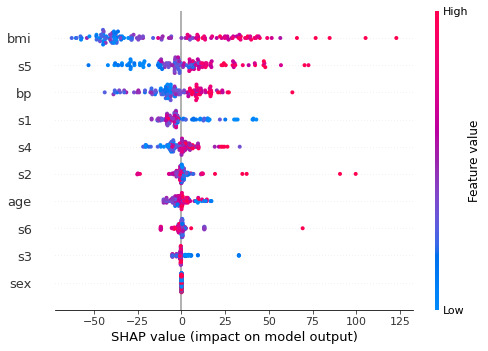 High
bmi
s5
bp
s1
s4
s2
age
s6
s3
sex
Feature value
Low
−50 −25 0 25 50 75 100 125
SHAP value (impact on model output)